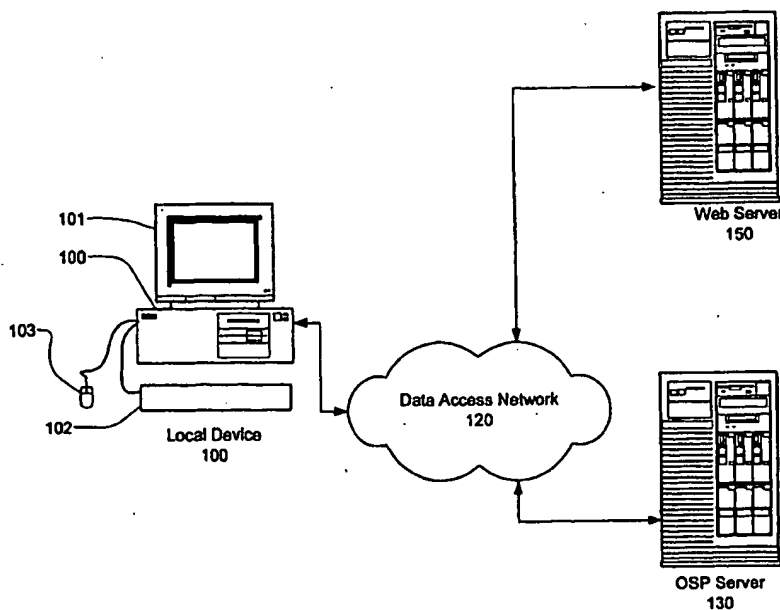 101
100
103
102
Local Device
100
Data Access Network
120
Web Server
150
OSP Server
130